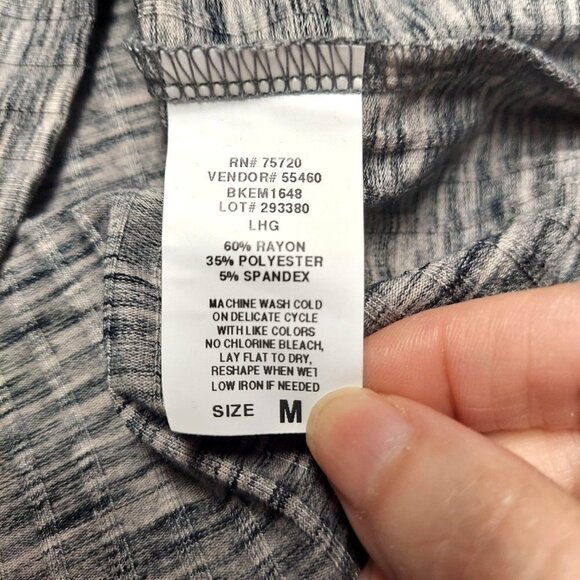 RN# 75720
VENDOR# 55460
BKEM1648
LOT# 293380
LHG
60% RAYON
35% POLYESTER
5% SPANDEX
MACHINE WASH COLD
ON DELICATE CYCLE
WITH LIKE COLORS
NO CHLORINE BLEACH,
LAY FLAT TO DRY,
RESHAPE WHEN WET
LOW IRON IF NEEDED
SIZE M